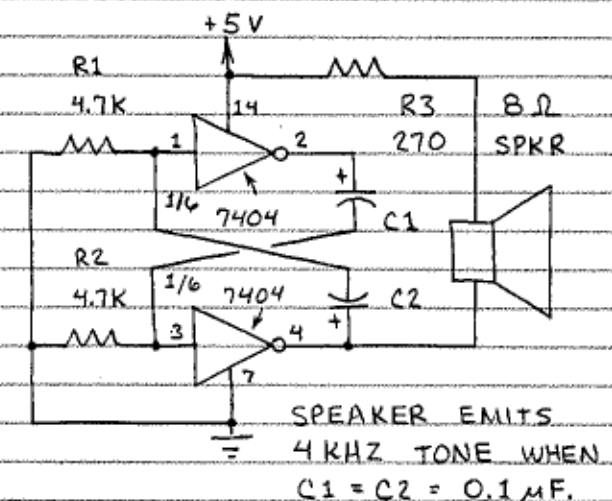 +5V
R1
4.7K
14
R3
270
8Ω
SPKR
1
2
1/6
7404
+
C1
R2
4.7K
1/6
7404
C2
+
3
4
7
SPEAKER EMITS
4 KHZ TONE WHEN
C1 = C2 = 0.1 µF.